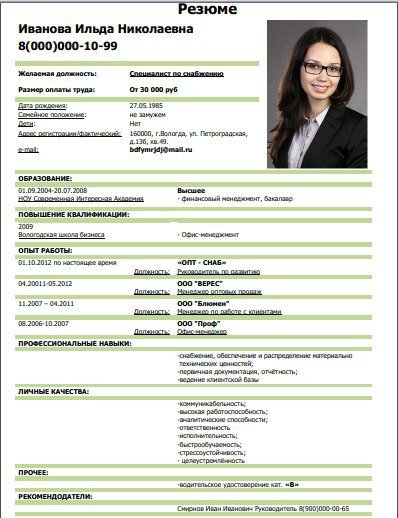 Резюме
Иванова Ильда Николаевна
8(000)000-10-99
Желаемая должность: Специалист по снабжению
Размер оплаты труда: От 30 000 руб
Дата рождения: 27.05.1985
Семейное положение: не замужем
Дети: Нет
Адрес регистрации/фактический: 160000, г.Вологда, ул. Петроградская,
д.13б, кв.49.
e-mail: bdfymrjdj@mail.ru
ОБРАЗОВАНИЕ:
01.09.2004-20.07.2008 Высшее
НОУ Современная Интересная Академия - финансовый менеджмент, бакалавр
ПОВЫШЕНИЕ КВАЛИФИКАЦИИ:
2009
Вологодская школа бизнеса - Офис-менеджмент
ОПЫТ РАБОТЫ:
01.10.2012 по настоящее время «ОПТ - СНАБ»
Должность: Руководитель по развитию
04.20011-05.2012 ООО "ВЕРЕС"
Должность: Менеджер оптовых продаж
11.2007 – 04.2011 ООО "Блюмен"
Должность: Менеджер по работе с клиентами
08.2006-10.2007 ООО "Проф"
Должность: Офис-менеджер
ПРОФЕССИОНАЛЬНЫЕ НАВЫКИ:
-снабжение, обеспечение и распределение материально
технических ценностей;
-первичная документация, отчётность;
-ведение клиентской базы
ЛИЧНЫЕ КАЧЕСТВА:
-коммуникабельность;
-высокая работоспособность;
-аналитические способности;
-ответственность
-исполнительность;
-быстрообучаемость;
-стрессоустойчивость;
- целеустремлённость
ПРОЧЕЕ:
-водительское удостоверение кат. «В»
РЕКОМЕНДОДАТЕЛИ:
Смирнов Иван Иванович Руководитель 8(900)000-00-65